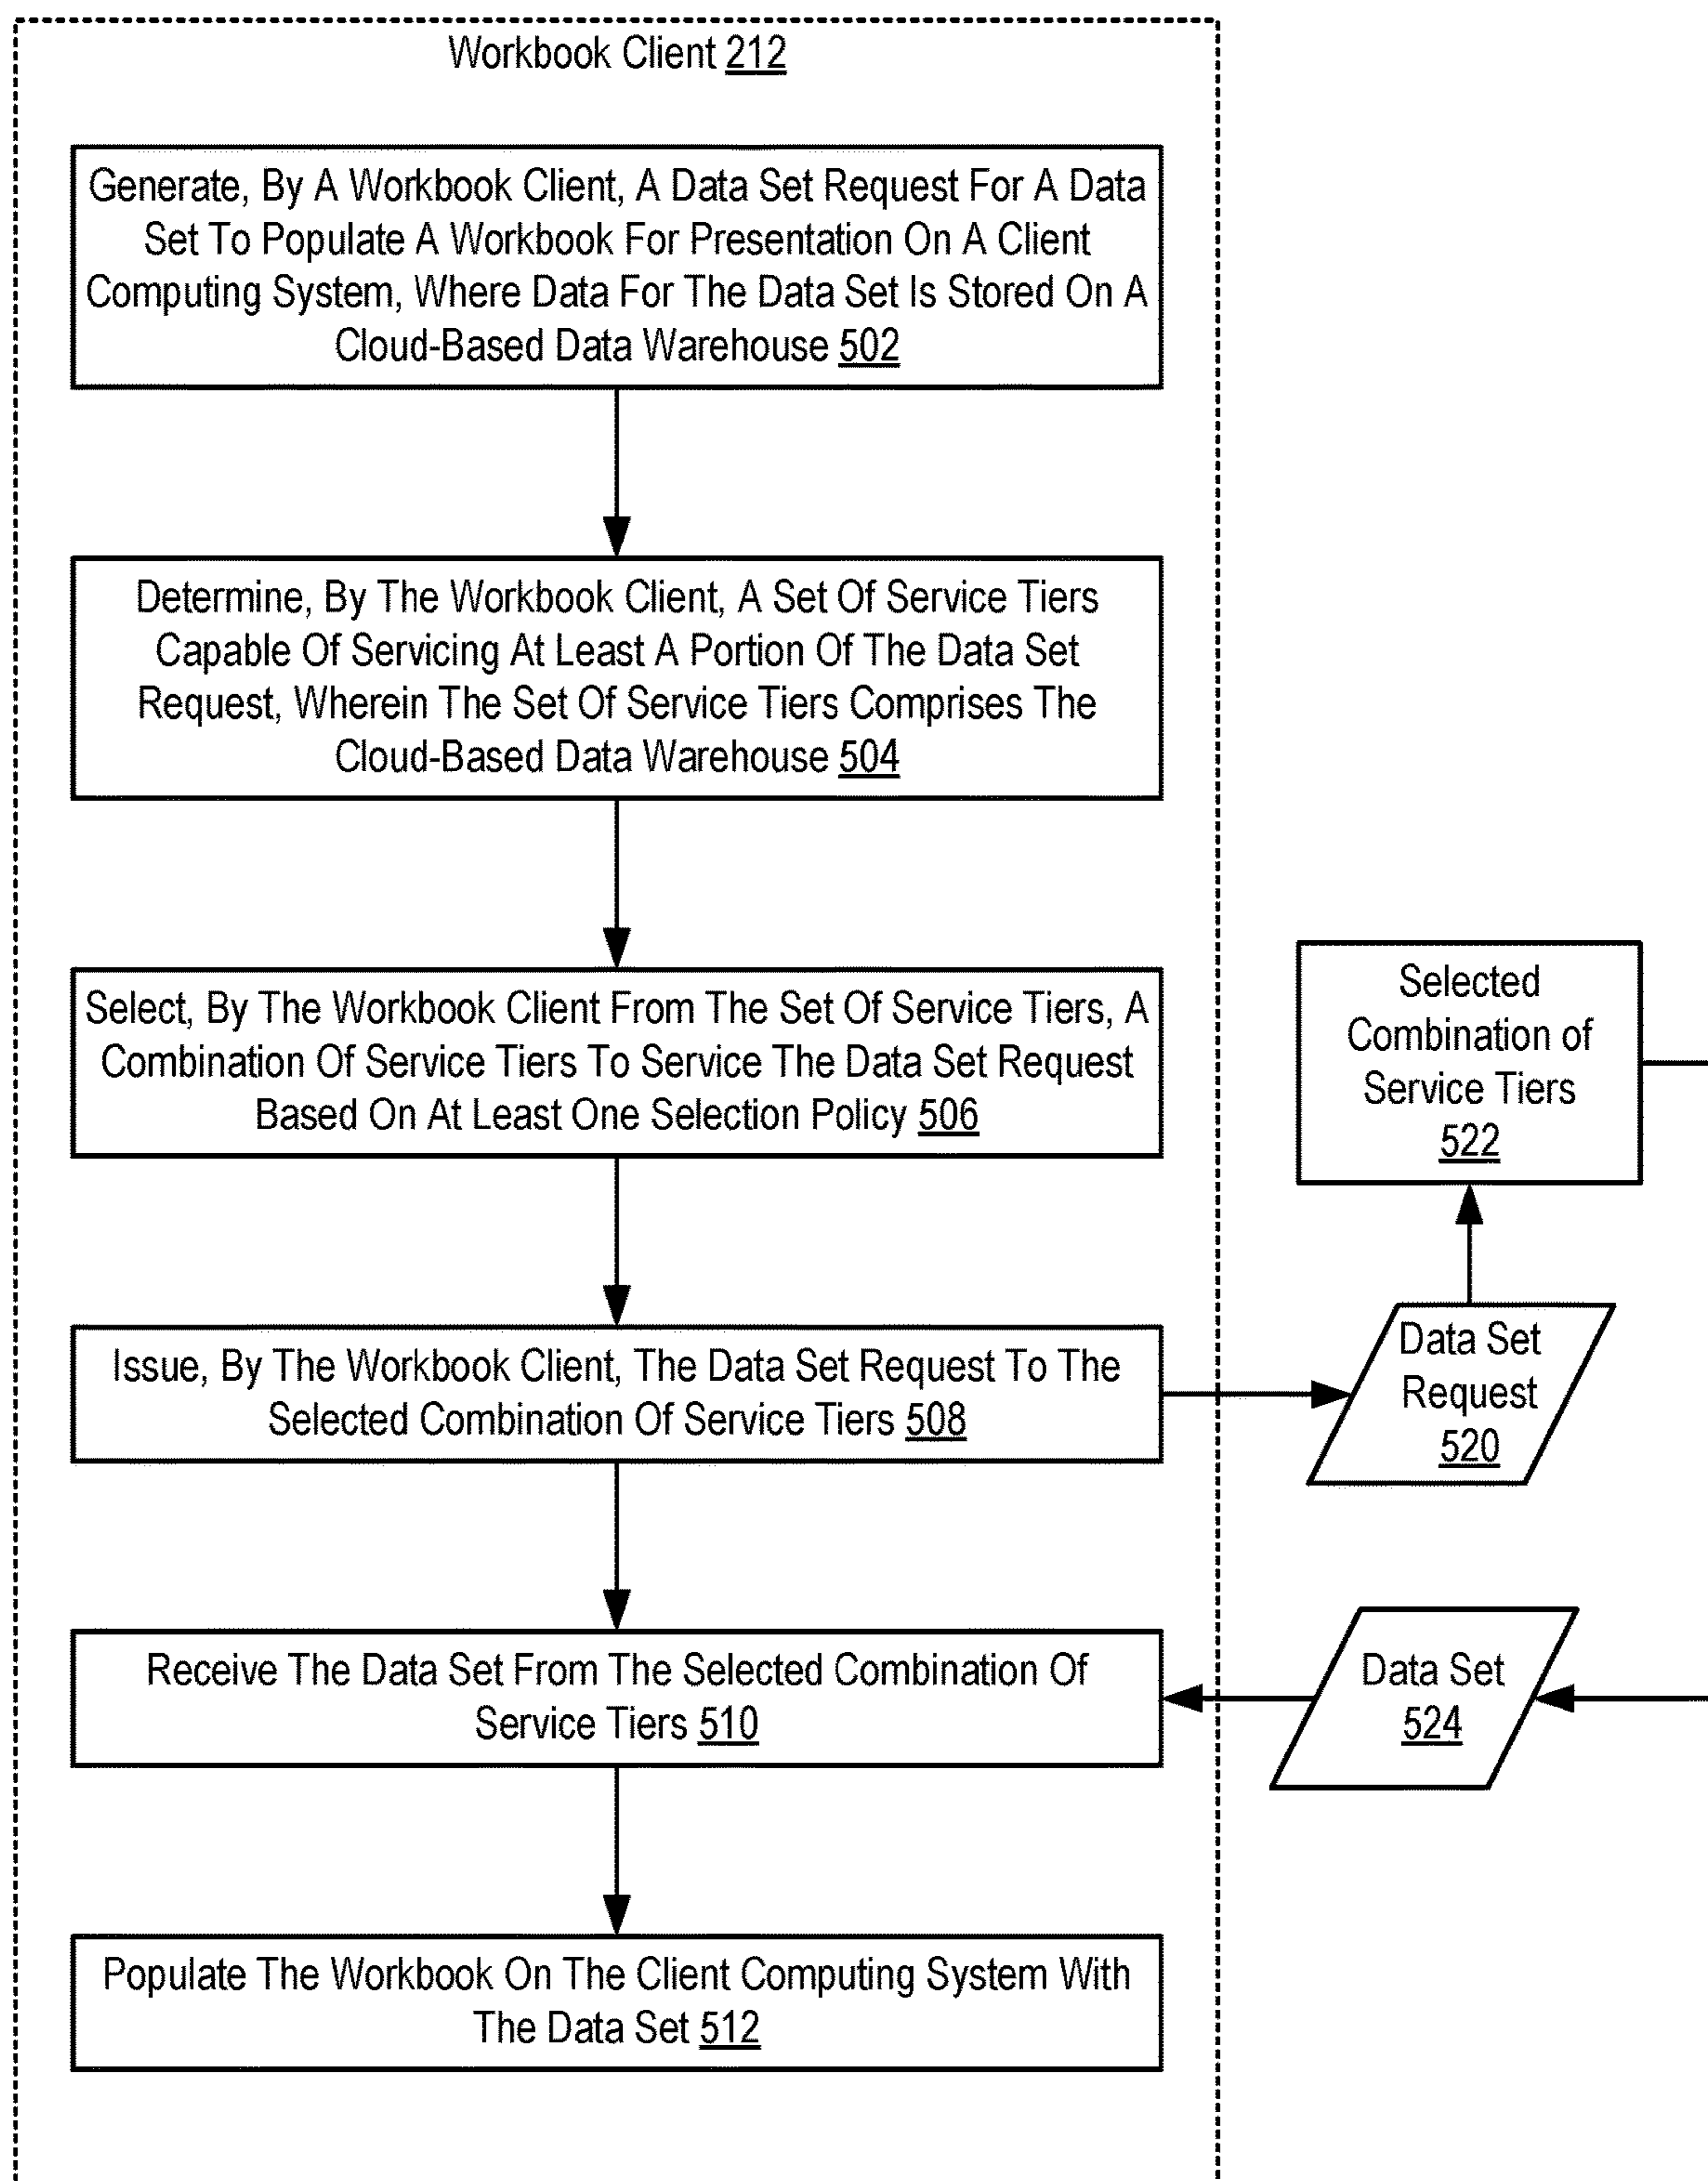 Workbook Client 212
Generate, By A Workbook Client, A Data Set Request For A Data
Set To Populate A Workbook For Presentation On A Client
Computing System, Where Data For The Data Set Is Stored On A
Cloud-Based Data Warehouse 502
Determine, By The Workbook Client, A Set Of Service Tiers
Capable Of Servicing At Least A Portion Of The Data Set
Request, Wherein The Set Of Service Tiers Comprises The
Cloud-Based Data Warehouse 504
Select, By The Workbook Client From The Set Of Service Tiers, A
Combination Of Service Tiers To Service The Data Set Request
Based On At Least One Selection Policy 506
Selected
Combination of
Service Tiers
522
Issue, By The Workbook Client, The Data Set Request To The
Selected Combination Of Service Tiers 508
Data Set
Request
520
Receive The Data Set From The Selected Combination Of
Service Tiers 510
Data Set
524
Populate The Workbook On The Client Computing System With
The Data Set 512